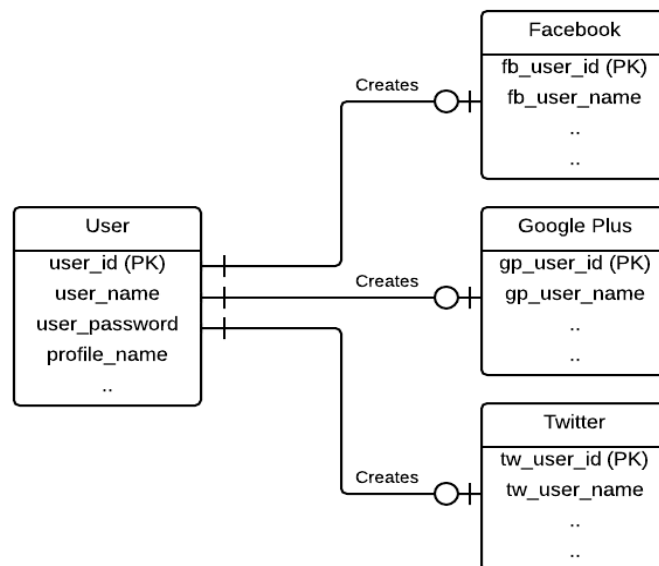 Facebook
fb_user_id (PK)
fb_user_name
..
..
Creates
User
user_id (PK)
user_name
user_password
profile_name
..
Creates
Google Plus
gp_user_id (PK)
gp_user_name
..
..
Creates
Twitter
tw_user_id (PK)
tw_user_name
..
..